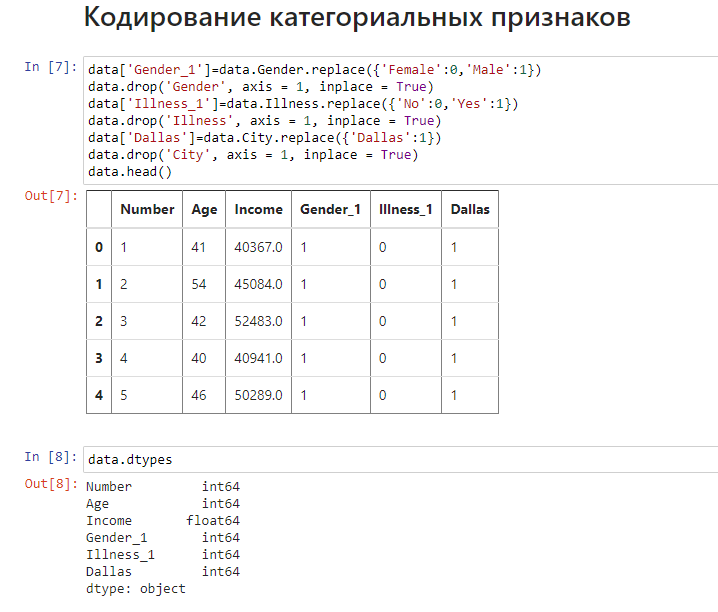 Кодирование категориальных признаков
In [7]: data['Gender_1']=data.Gender.replace({'Female':0,'Male':1})
data.drop('Gender', axis = 1, inplace = True)
data['Illness_1']=data.Illness.replace({'No':0,'Yes':1})
data.drop('Illness', axis = 1, inplace = True)
data['Dallas']=data.City.replace({'Dallas':1})
data.drop('City', axis = 1, inplace = True)
data.head()
Out[7]:
Number Age Income Gender_1 Illness_1 Dallas
0 1 41 40367.0 1 0 1
1 2 54 45084.0 1 0 1
2 3 42 52483.0 1 0 1
3 4 40 40941.0 1 0 1
4 5 46 50289.0 1 0 1
In [8]: data.dtypes
Out[8]: Number int64
Age int64
Income float64
Gender_1 int64
Illness_1 int64
Dallas int64
dtype: object